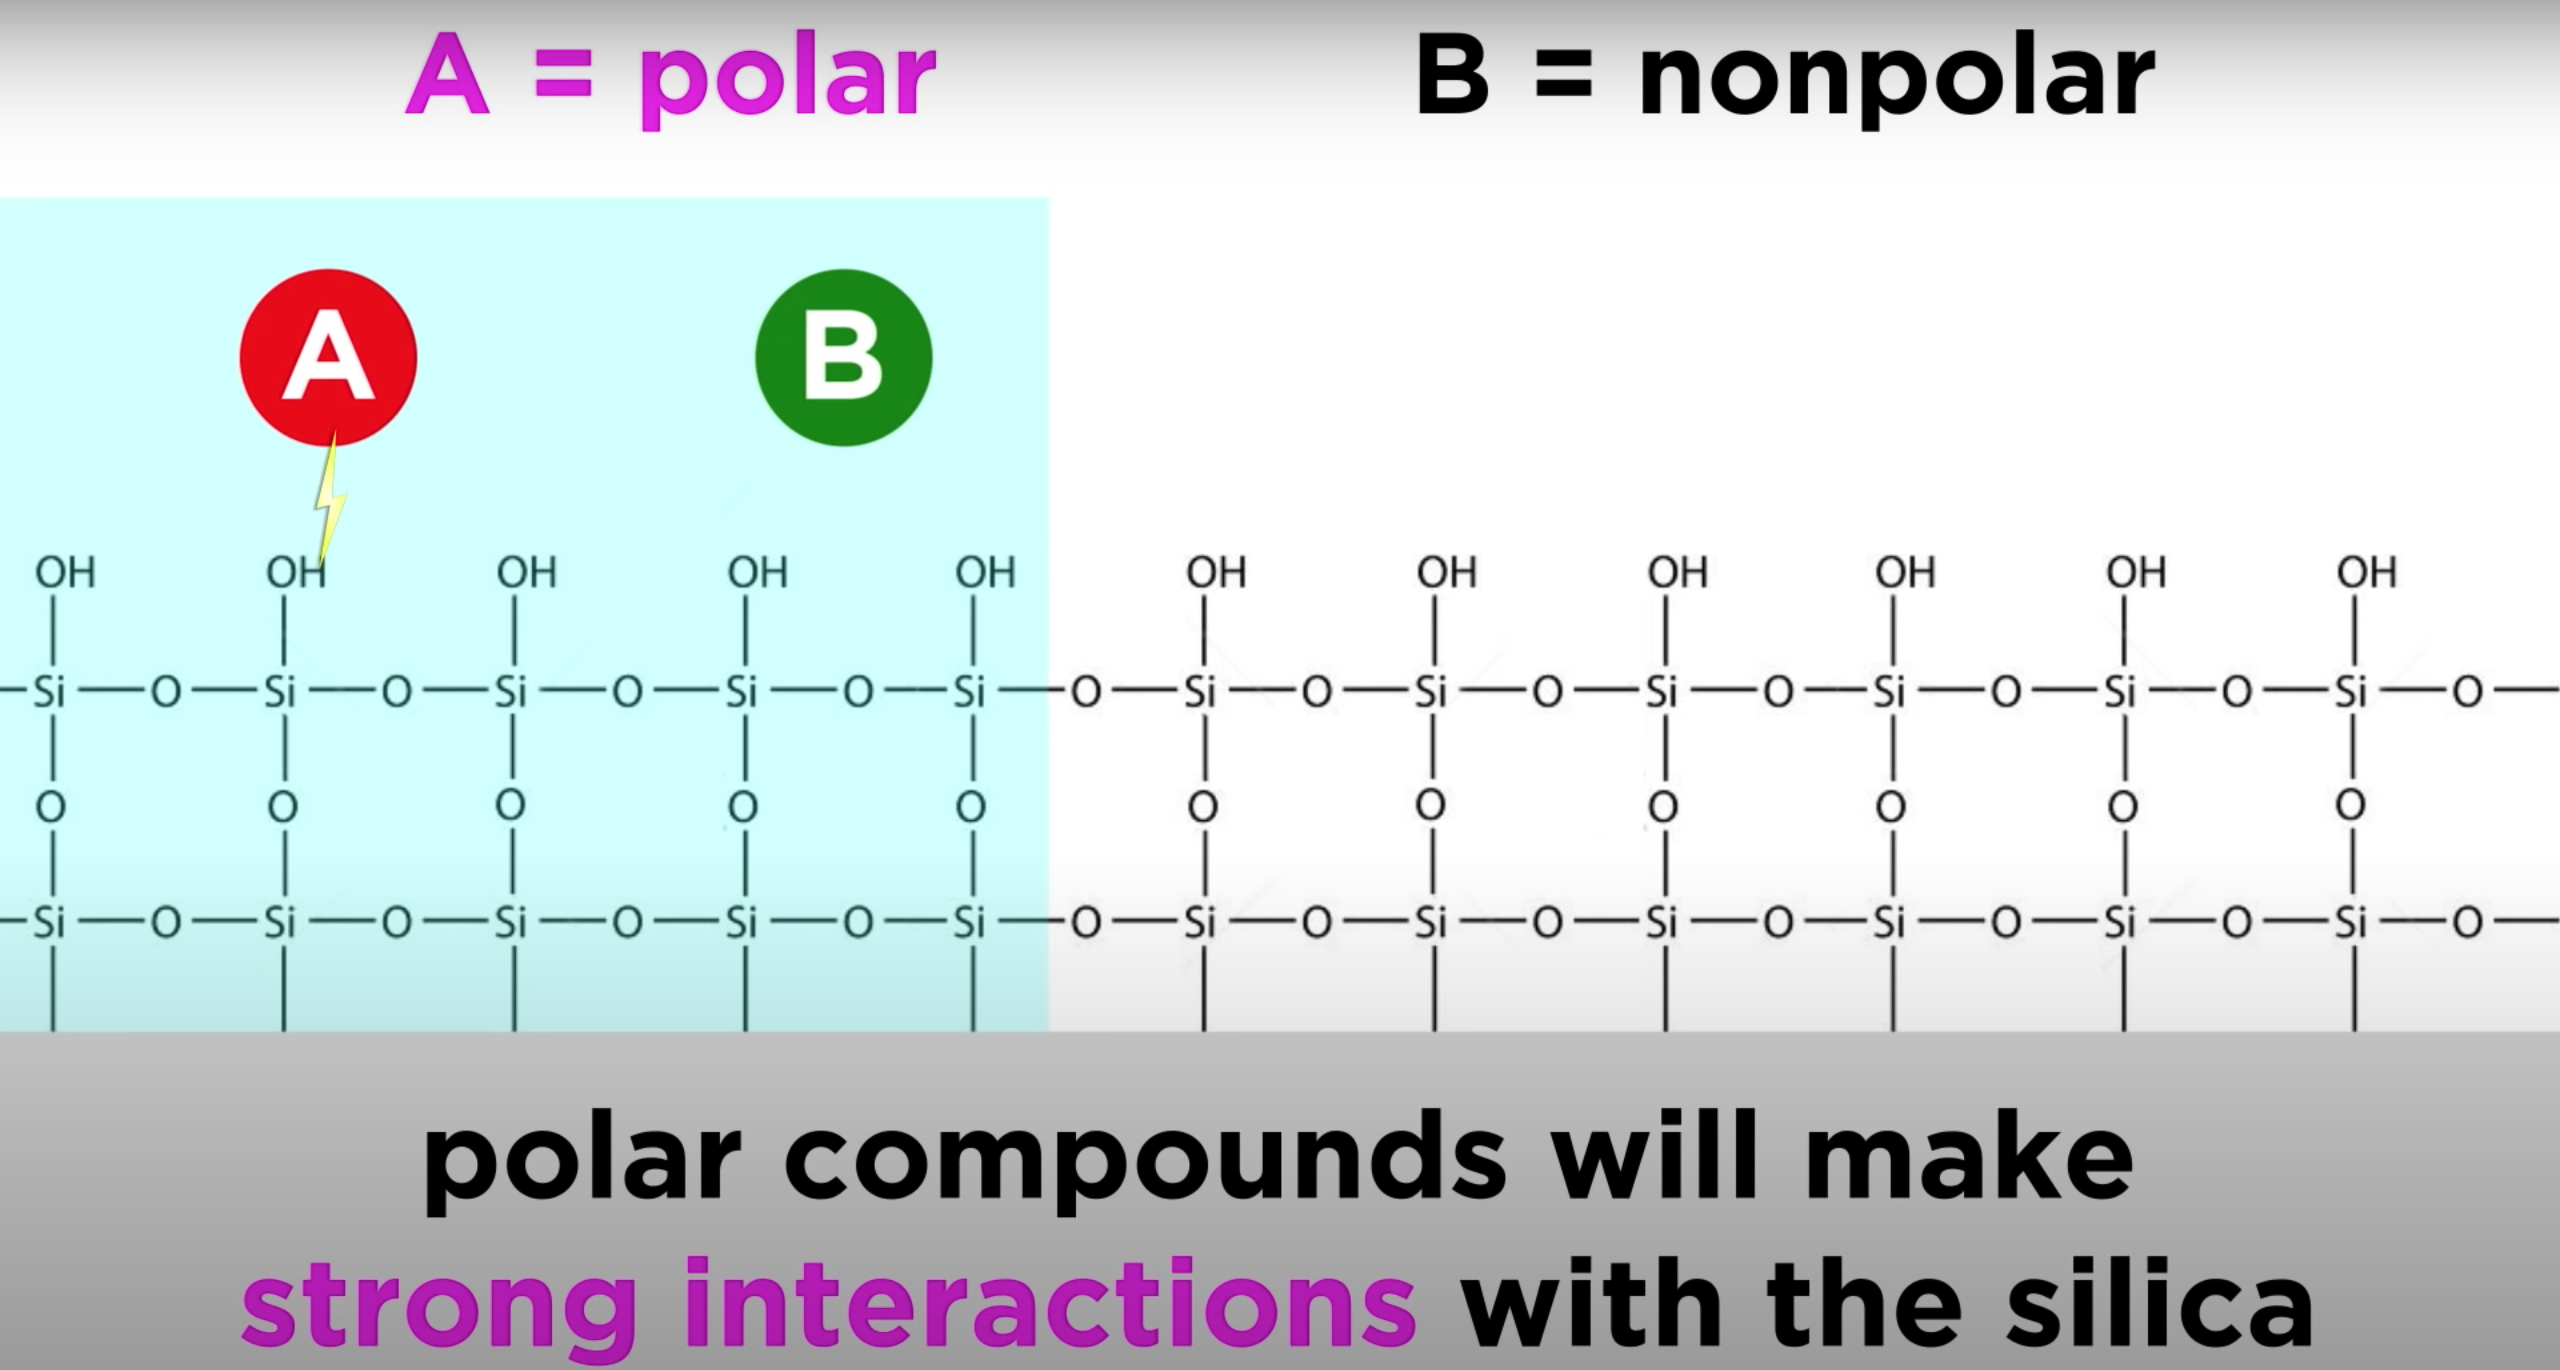 A = polar B = nonpolar
A B
OH OH OH OH OH OH OH OH OH OH OH
Si O Si O Si O Si O Si O Si O Si O Si O Si O Si O Si O
O O O O O O O O O O O
Si O Si O Si O Si O Si O Si O Si O Si O Si O Si O Si O
polar compounds will make
strong interactions with the silica